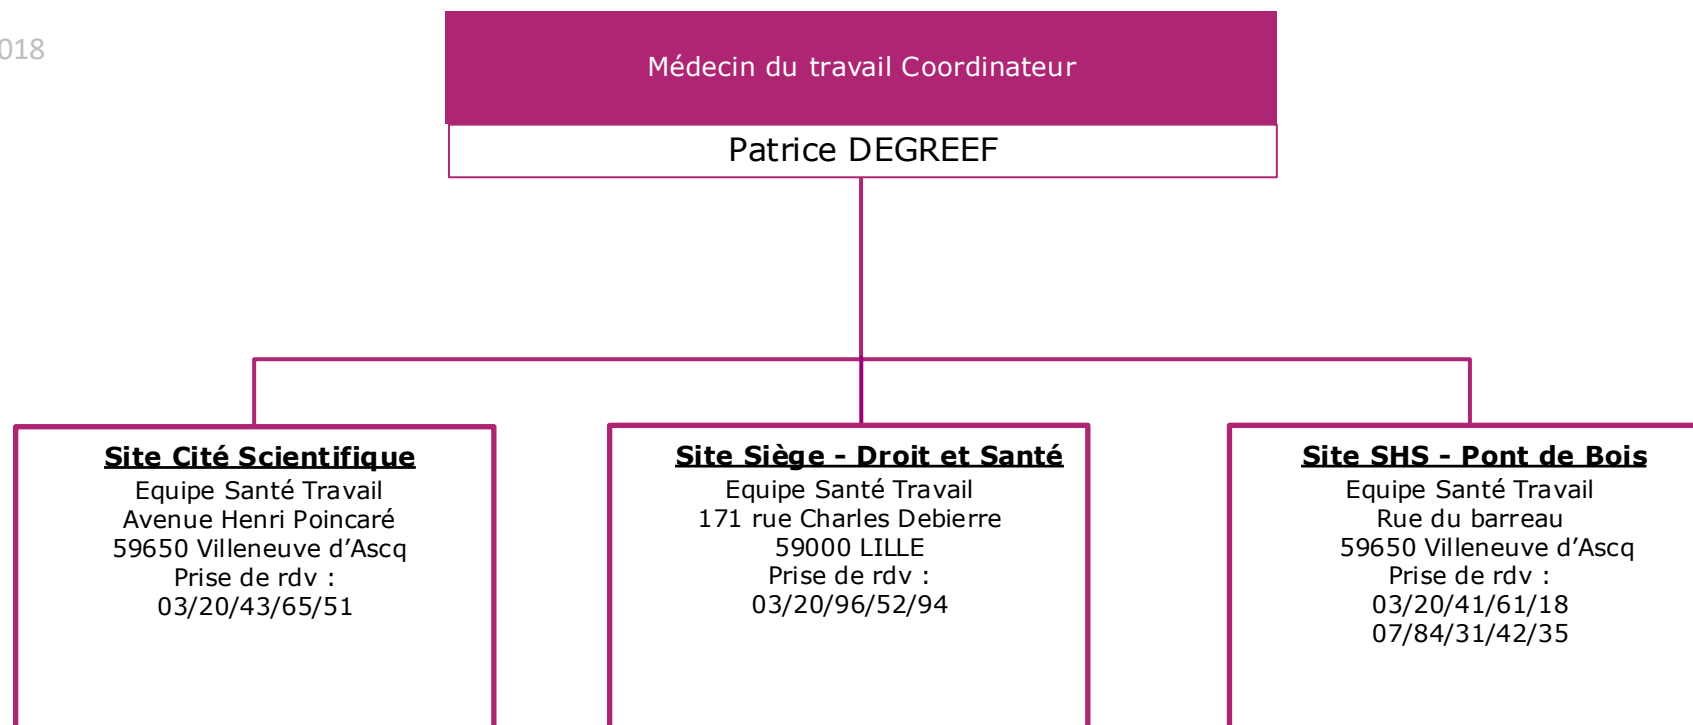 018
Médecin du travail Coordinateur
Patrice DEGREEF
Site Cité Scientifique
Equipe Santé Travail
Avenue Henri Poincaré
59650 Villeneuve d’Ascq
Prise de rdv :
03/20/43/65/51
Site Siège - Droit et Santé
Equipe Santé Travail
171 rue Charles Debierre
59000 LILLE
Prise de rdv :
03/20/96/52/94
Site SHS - Pont de Bois
Equipe Santé Travail
Rue du barreau
59650 Villeneuve d’Ascq
Prise de rdv :
03/20/41/61/18
07/84/31/42/35